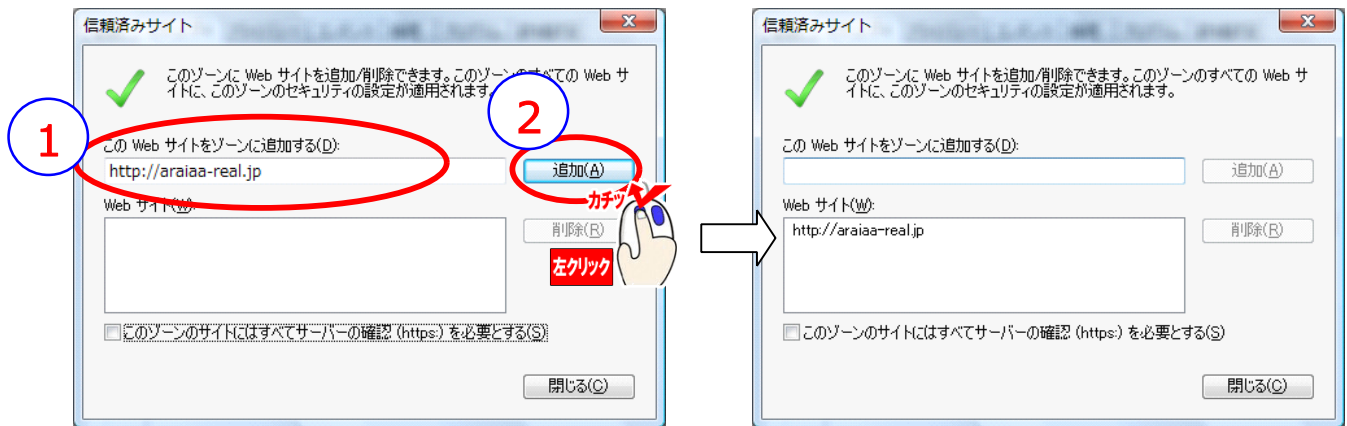 信頼済みサイト
このゾーンに Web サイトを追加/削除できます。このゾーンのすべての Web サ
イトに、このゾーンのセキュリティの設定が適用されます。
1
2
この Web サイトをゾーンに追加する(D):
http://araiaa-real.jp
追加(A)
カチッ
Web サイト(W):
削除(R)
左クリック
このゾーンのサイトにはすべてサーバーの確認 (https:) を必要とする(S)
閉じる(C)
信頼済みサイト
このゾーンに Web サイトを追加/削除できます。このゾーンのすべての Web サ
イトに、このゾーンのセキュリティの設定が適用されます。
この Web サイトをゾーンに追加する(D):
追加(A)
Web サイト(W):
http://araiaa-real.jp
削除(R)
このゾーンのサイトにはすべてサーバーの確認 (https:) を必要とする(S)
閉じる(C)